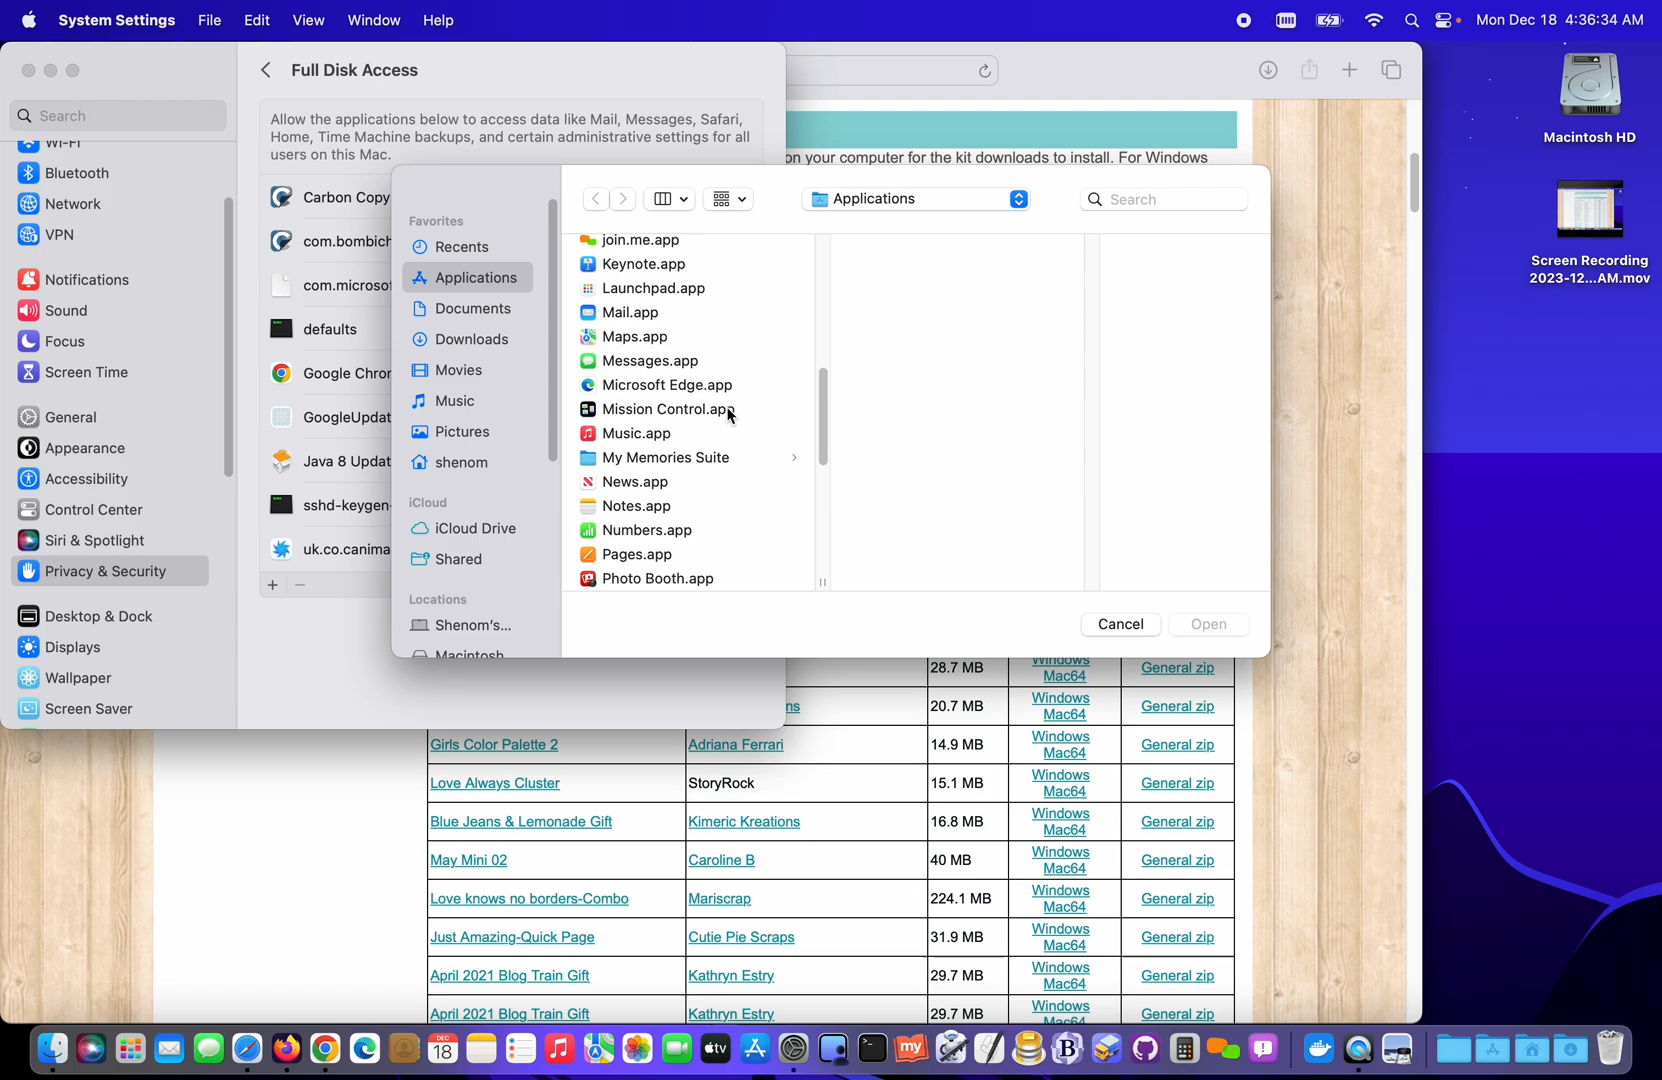 System Settings File Edit View Window Help
Mon Dec 18 4:36:34 AM
Full Disk Access
Search
Allow the applications below to access data like Mail, Messages, Safari,
Home, Time Machine backups, and certain administrative settings for all
users on this Mac.
Wi-Fi
Bluetooth
Network
VPN
Notifications
Sound
Focus
Screen Time
General
Appearance
Accessibility
Control Center
Siri & Spotlight
Privacy & Security
Desktop & Dock
Displays
Wallpaper
Screen Saver
Carbon Copy
com.bombich
com.microsof
defaults
Google Chror
GoogleUpdat
Java 8 Updat
sshd-keygen-
uk.co.canima
on your computer for the kit downloads to install. For Windows
Favorites
Recents
Applications
Documents
Downloads
Movies
Music
Pictures
shenom
iCloud
iCloud Drive
Shared
Locations
Shenom's...
Macintosh
Applications
Search
join.me.app
Keynote.app
Launchpad.app
Mail.app
Maps.app
Messages.app
Microsoft Edge.app
Mission Control.app
Music.app
My Memories Suite
News.app
Notes.app
Numbers.app
Pages.app
Photo Booth.app
Cancel
Open
28.7 MB Windows Mac64 General zip
ns 20.7 MB Windows Mac64 General zip
Girls Color Palette 2 Adriana Ferrari 14.9 MB Windows Mac64 General zip
Love Always Cluster StoryRock 15.1 MB Windows Mac64 General zip
Blue Jeans & Lemonade Gift Kimeric Kreations 16.8 MB Windows Mac64 General zip
May Mini 02 Caroline B 40 MB Windows Mac64 General zip
Love knows no borders-Combo Mariscrap 224.1 MB Windows Mac64 General zip
Just Amazing-Quick Page Cutie Pie Scraps 31.9 MB Windows Mac64 General zip
April 2021 Blog Train Gift Kathryn Estry 29.7 MB Windows Mac64 General zip
April 2021 Blog Train Gift Kathryn Estry 29.7 MB Windows Mac64 General zip
Macintosh HD
Screen Recording
2023-12...AM.mov
DEC
18
tv
my
B